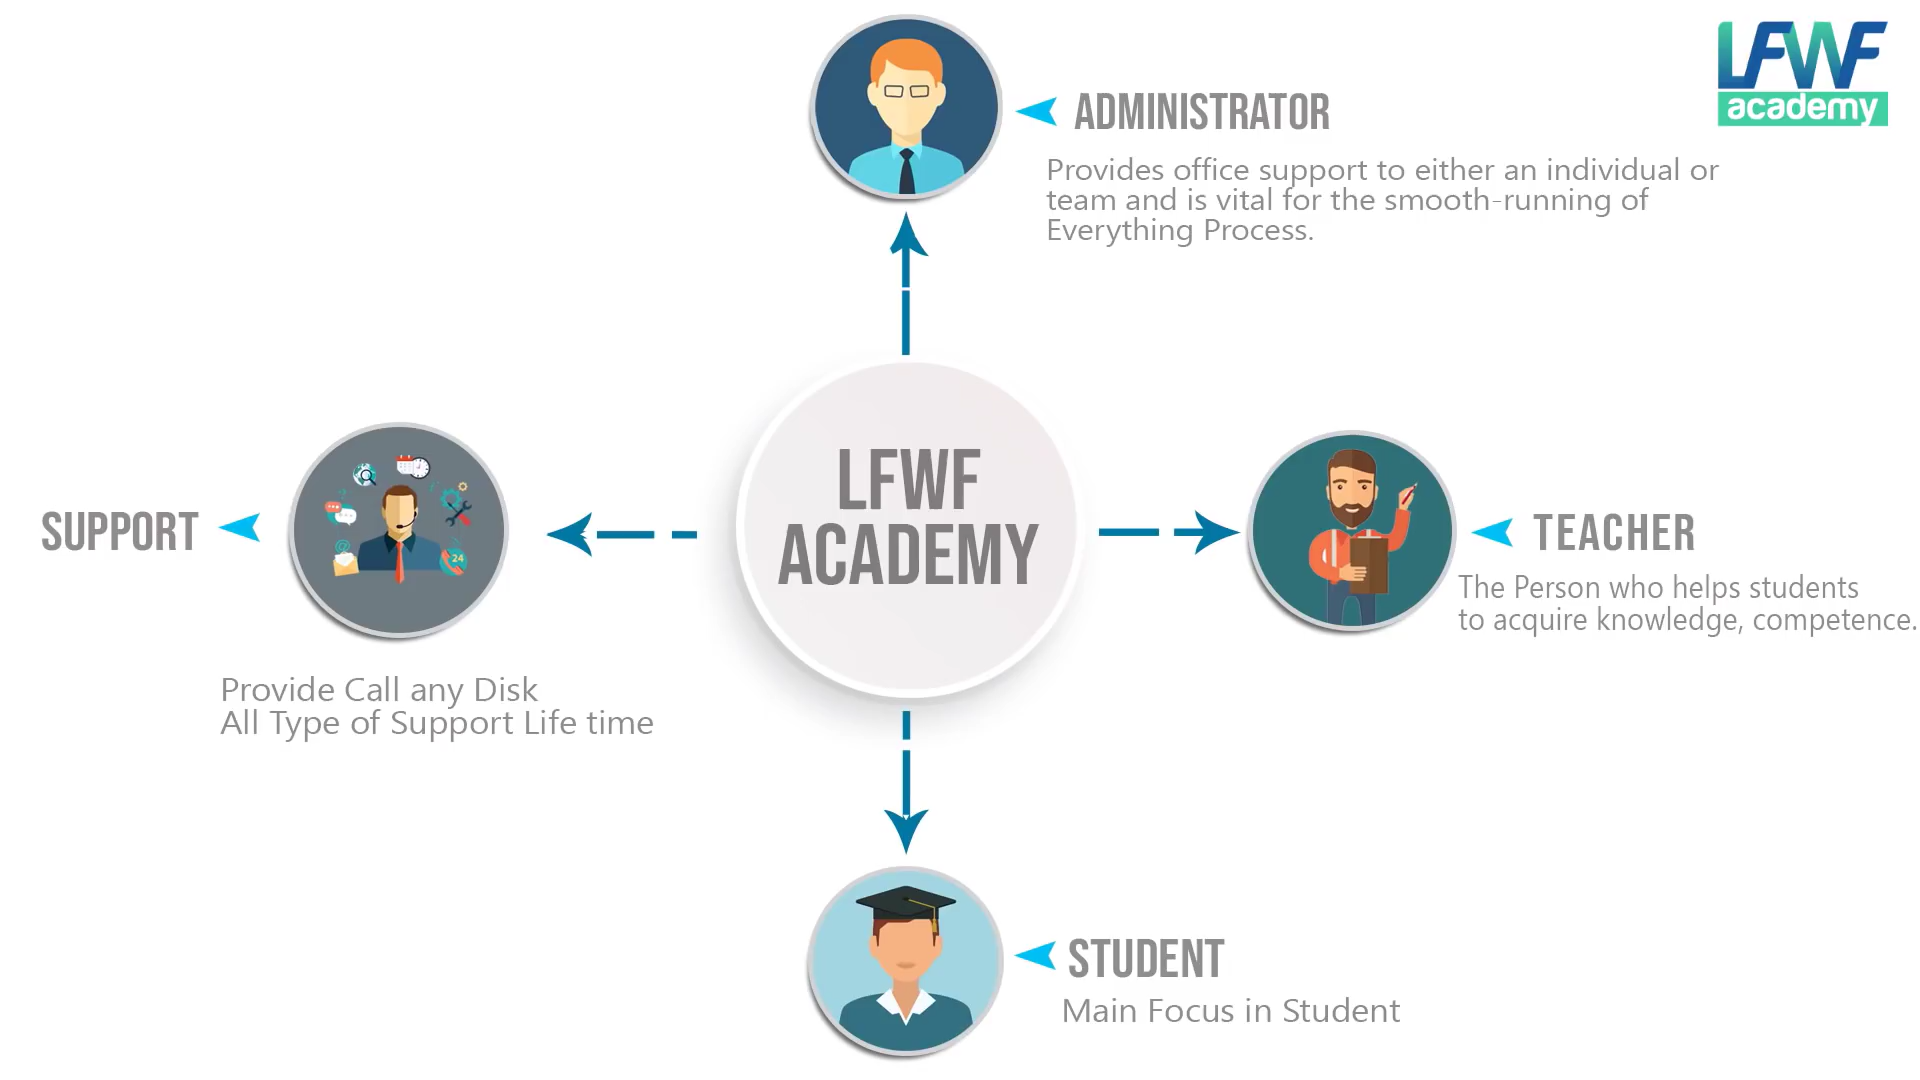 LFWF
academy
ADMINISTRATOR
Provides office support to either an individual or
team and is vital for the smooth-running of
Everything Process.
LFWF
ACADEMY
SUPPORT
Provide Call any Disk
All Type of Support Life time
24
@
TEACHER
The Person who helps students
to acquire knowledge, competence.
STUDENT
Main Focus in Student